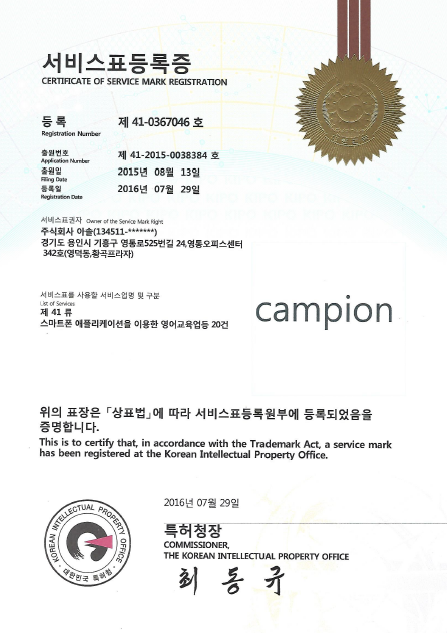 서비스표등록증
CERTIFICATE OF SERVICE MARK REGISTRATION
등 록 제 41-0367046 호
Registration Number
출원번호 제 41-2015-0038384 호
Application Number
출원일 2015년 08월 13일
Filing Date
등록일 2016년 07월 29일
Registration Date
서비스표권자 Owner of the Service Mark Right
주식회사 아솔(134511-*******)
경기도 용인시 기흥구 영통로525번길 24,영통오피스센터
342호(영덕동,황곡프라자)
서비스표를 사용할 서비스업명 및 구분
List of Services
제 41 류
스마트폰 애플리케이션을 이용한 영어교육업등 20건
campion
위의 표장은 「상표법」에 따라 서비스표등록원부에 등록되었음을
증명합니다.
This is to certify that, in accordance with the Trademark Act, a service mark
has been registered at the Korean Intellectual Property Office.
2016년 07월 29일
특허청장
COMMISSIONER,
THE KOREAN INTELLECTUAL PROPERTY OFFICE
최동규
KOREAN INTELLECTUAL PROPERTY OFFICE
대한민국 특허청